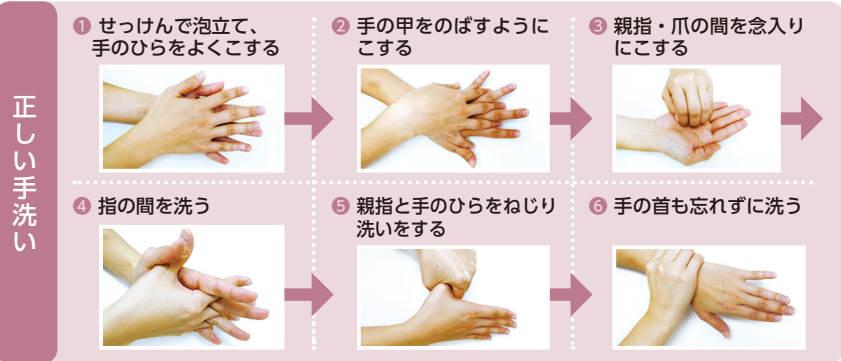 正しい手洗い
❶ せっけんで泡立て、
手のひらをよくこする
❷ 手の甲をのばすように
こする
❸ 親指・爪の間を念入り
にこする
❹ 指の間を洗う
❺ 親指と手のひらをねじり
洗いをする
❻ 手の首も忘れずに洗う